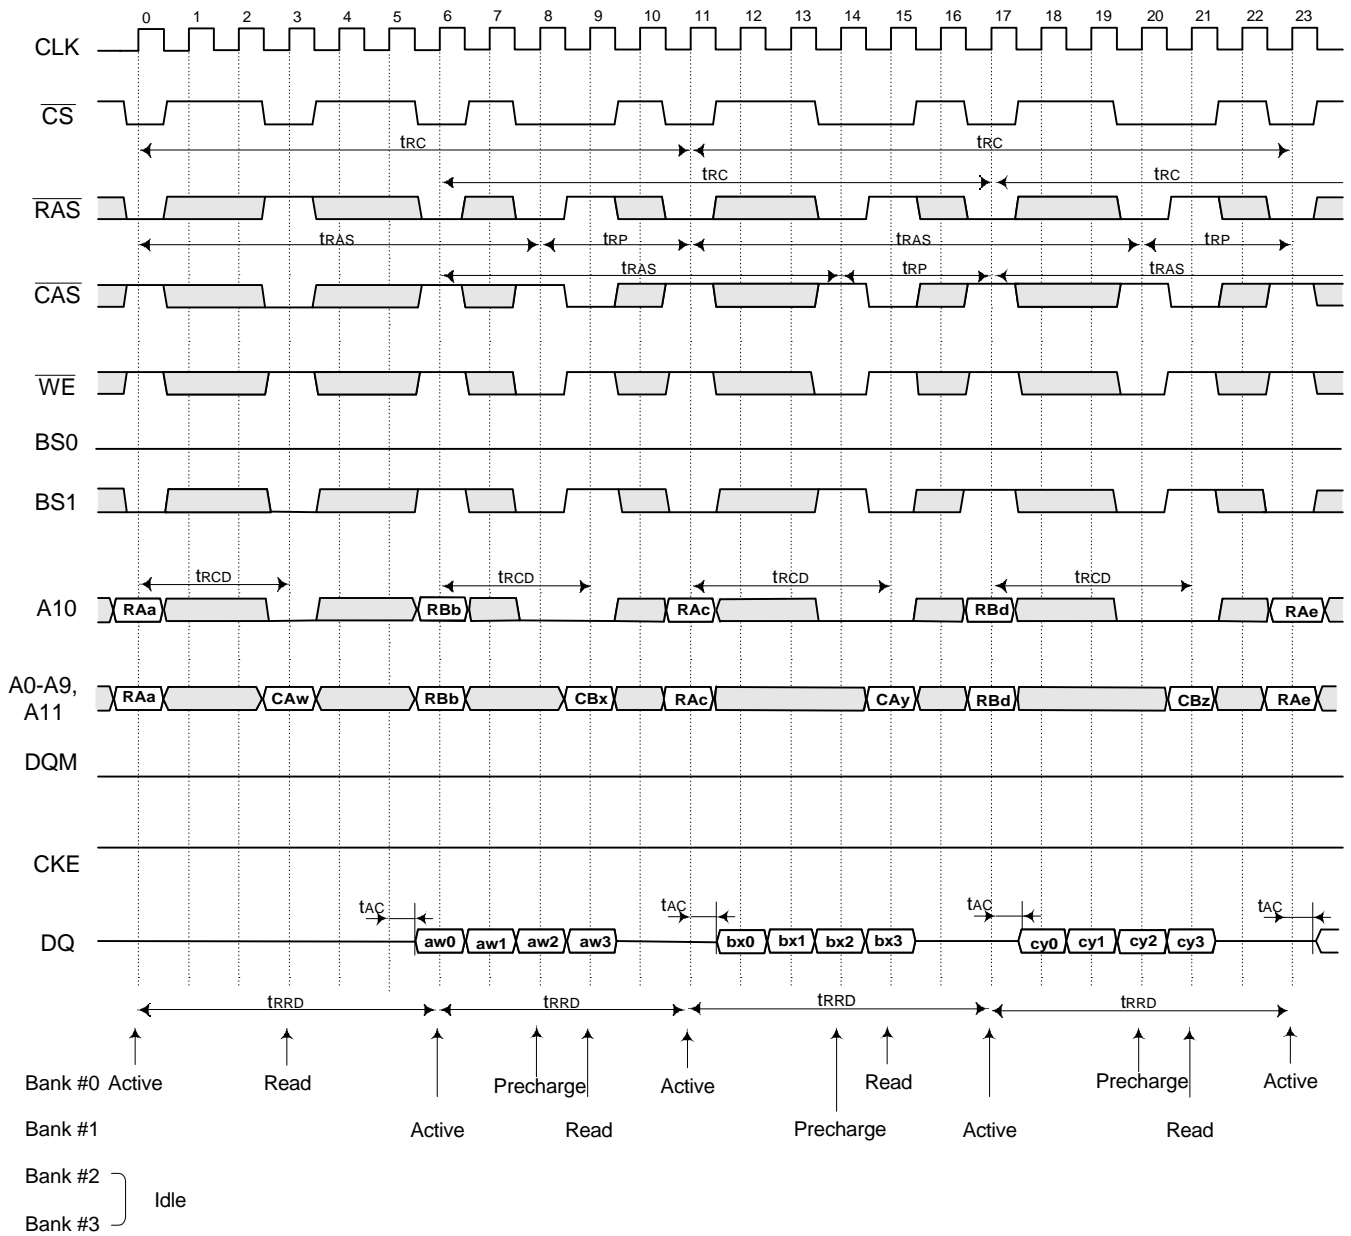 0 1 2 3 4 5 6 7 8 9 10 11 12 13 14 15 16 17 18 19 20 21 22 23
CLK
CS
tRC tRC
tRC tRC
RAS
tRAS tRP tRAS tRP
tRAS tRP tRAS
CAS
WE
BS0
BS1
tRCD tRCD tRCD tRCD
A10 RAa RBb RAc RBd RAe
A0-A9,
A11 RAa CAw RBb CBx RAc CAy RBd CBz RAe
DQM
CKE
tAC tAC tAC tAC
DQ aw0 aw1 aw2 aw3 bx0 bx1 bx2 bx3 cy0 cy1 cy2 cy3
tRRD tRRD tRRD tRRD
Bank #0 Active Read Precharge Active Read Precharge Active
Bank #1 Active Read Precharge Active Read
Bank #2
Idle
Bank #3